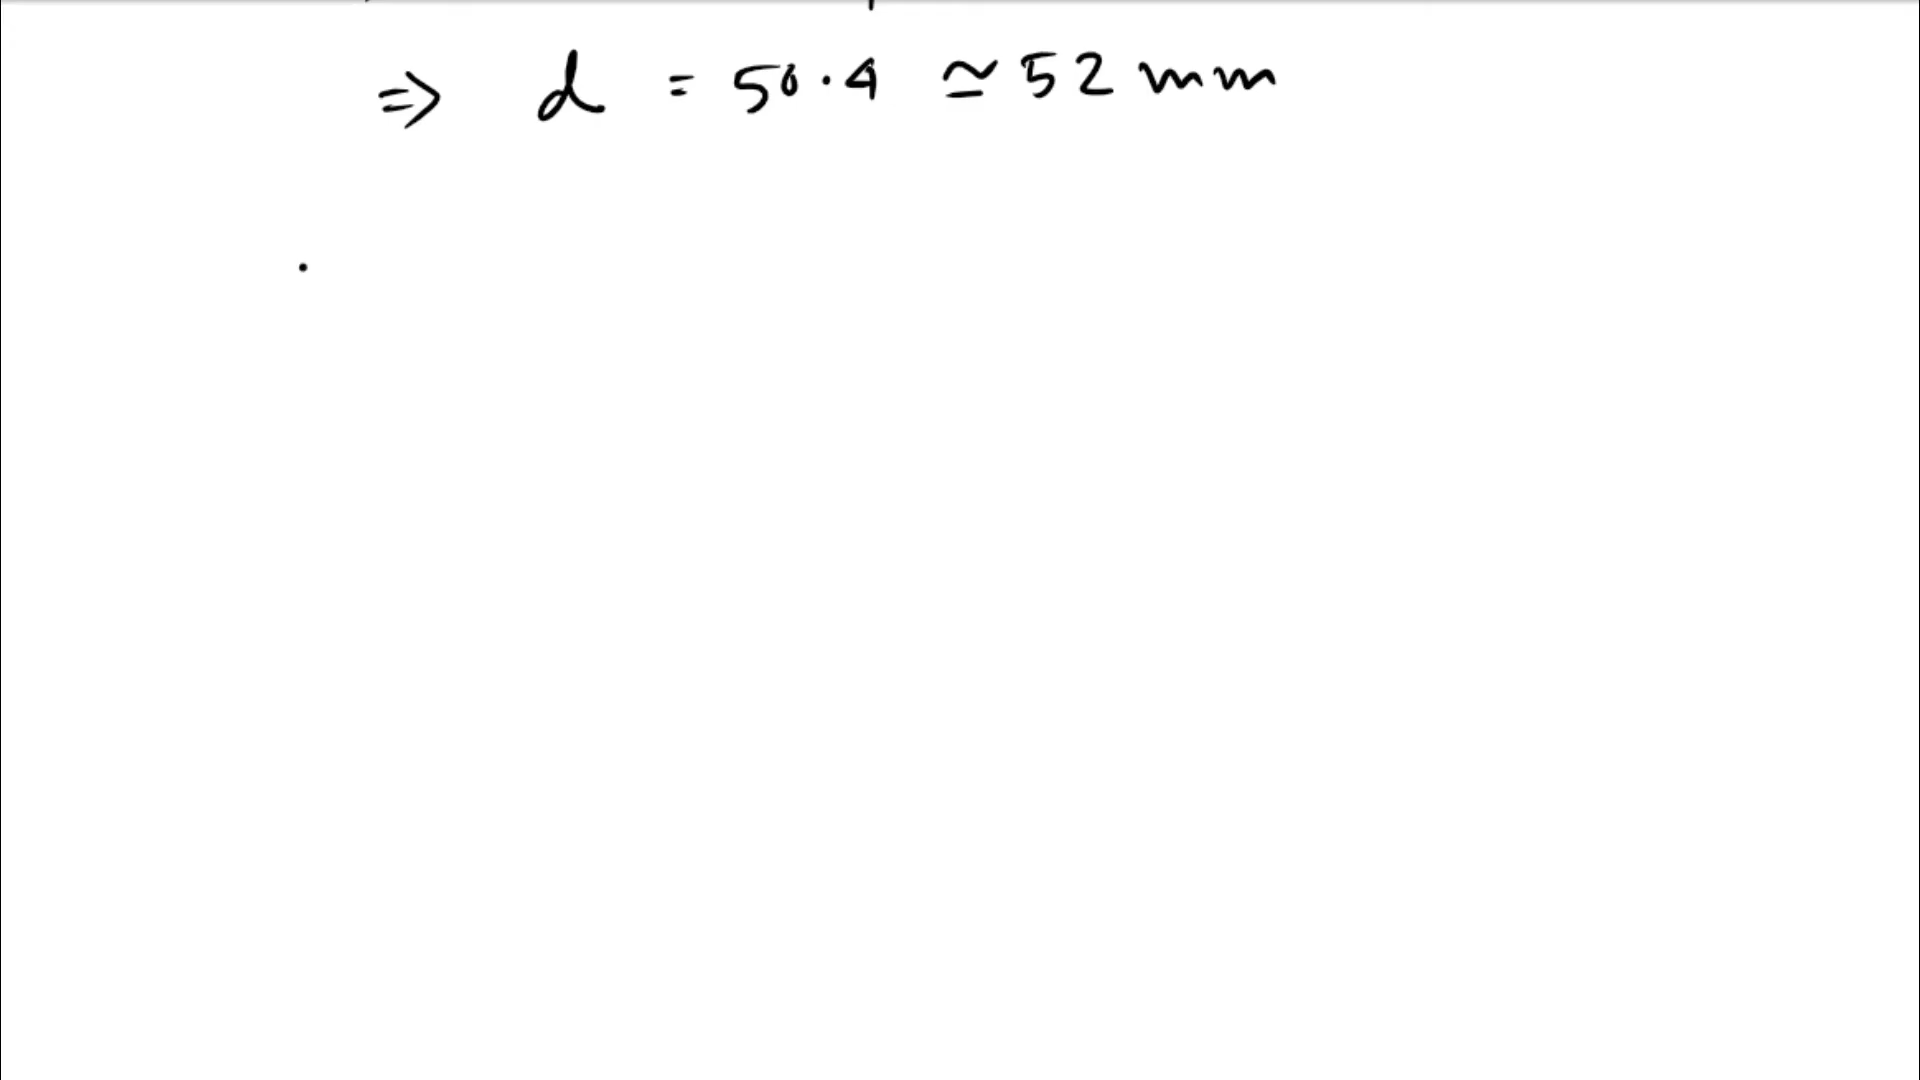 ⇒ d = 50.4 ≃ 52 mm